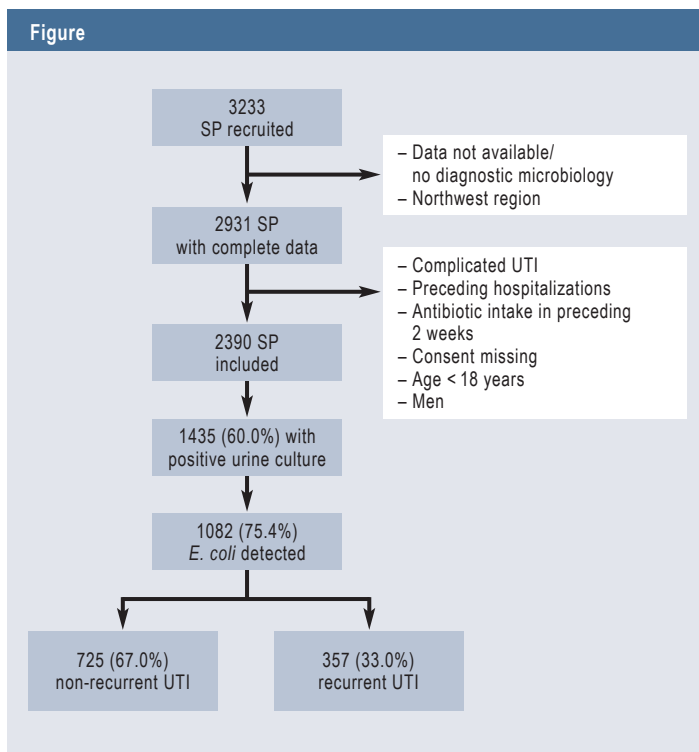 Figure
3233
SP recruited
– Data not available/
no diagnostic microbiology
– Northwest region
2931 SP
with complete data
– Complicated UTI
– Preceding hospitalizations
– Antibiotic intake in preceding
2 weeks
– Consent missing
– Age < 18 years
– Men
2390 SP
included
1435 (60.0%) with
positive urine culture
1082 (75.4%)
E. coli detected
725 (67.0%)
non-recurrent UTI
357 (33.0%)
recurrent UTI